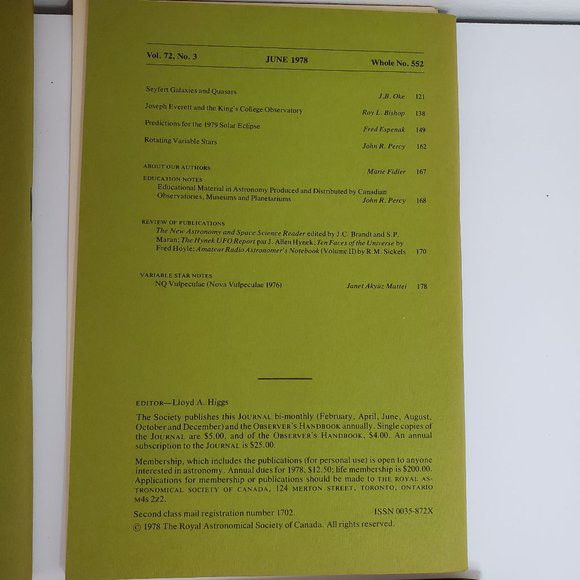 Vol. 72, No. 3 JUNE 1978 Whole No. 552
Seyfert Galaxies and Quasars J.B. Oke 121
Joseph Everett and the King's College Observatory Roy L. Bishop 138
Predictions for the 1979 Solar Eclipse Fred Espenak 149
Rotating Variable Stars John R. Percy 162
ABOUT OUR AUTHORS Marie Fidler 167
EDUCATION NOTES
Educational Material in Astronomy Produced and Distributed by Canadian
Observatories, Museums and Planetariums John R. Percy 168
REVIEW OF PUBLICATIONS
The New Astronomy and Space Science Reader edited by J.C. Brandt and S.P.
Maran; The Hynek UFO Report par J. Allen Hynek; Ten Faces of the Universe by
Fred Hoyle; Amateur Radio Astronomer's Notebook (Volume II) by R.M. Sickels 170
VARIABLE STAR NOTES
NQ Vulpeculae (Nova Vulpeculae 1976) Janet Akyüz Mattei 178
EDITOR—Lloyd A. Higgs
The Society publishes this JOURNAL bi-monthly (February, April, June, August,
October and December) and the OBSERVER'S HANDBOOK annually. Single copies of
the JOURNAL are $5.00, and of the OBSERVER'S HANDBOOK, $4.00. An annual
subscription to the JOURNAL is $25.00.
Membership, which includes the publications (for personal use) is open to anyone
interested in astronomy. Annual dues for 1978, $12.50; life membership is $200.00.
Applications for membership or publications should be made to THE ROYAL AS-
TRONOMICAL SOCIETY OF CANADA, 124 MERTON STREET, TORONTO, ONTARIO
M4S 2Z2.
Second class mail registration number 1702. ISSN 0035-872X
© 1978 The Royal Astronomical Society of Canada. All rights reserved.